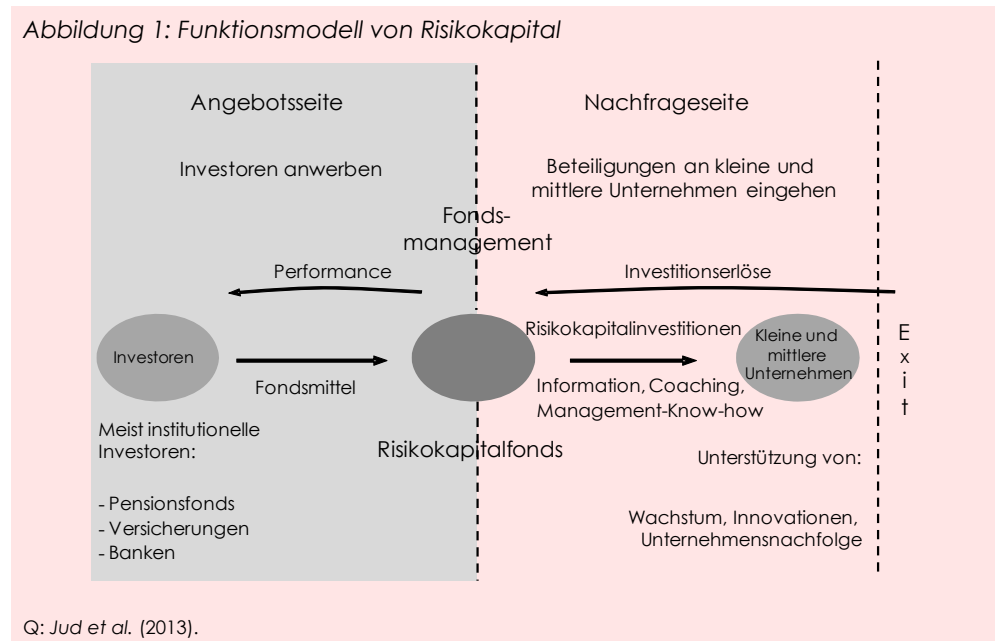 Abbildung 1: Funktionsmodell von Risikokapital
Angebotsseite
Nachfrageseite
Investoren anwerben
Beteiligungen an kleine und
mittlere Unternehmen eingehen
Fonds-
management
Performance
Investitionserlöse
Investoren
Fondsmittel
Risikokapitalinvestitionen
Information, Coaching,
Management-Know-how
Kleine und
mittlere
Unternehmen
E
x
i
t
Meist institutionelle
Investoren:
- Pensionsfonds
- Versicherungen
- Banken
Risikokapitalfonds
Unterstützung von:
Wachstum, Innovationen,
Unternehmensnachfolge
Q: Jud et al. (2013).